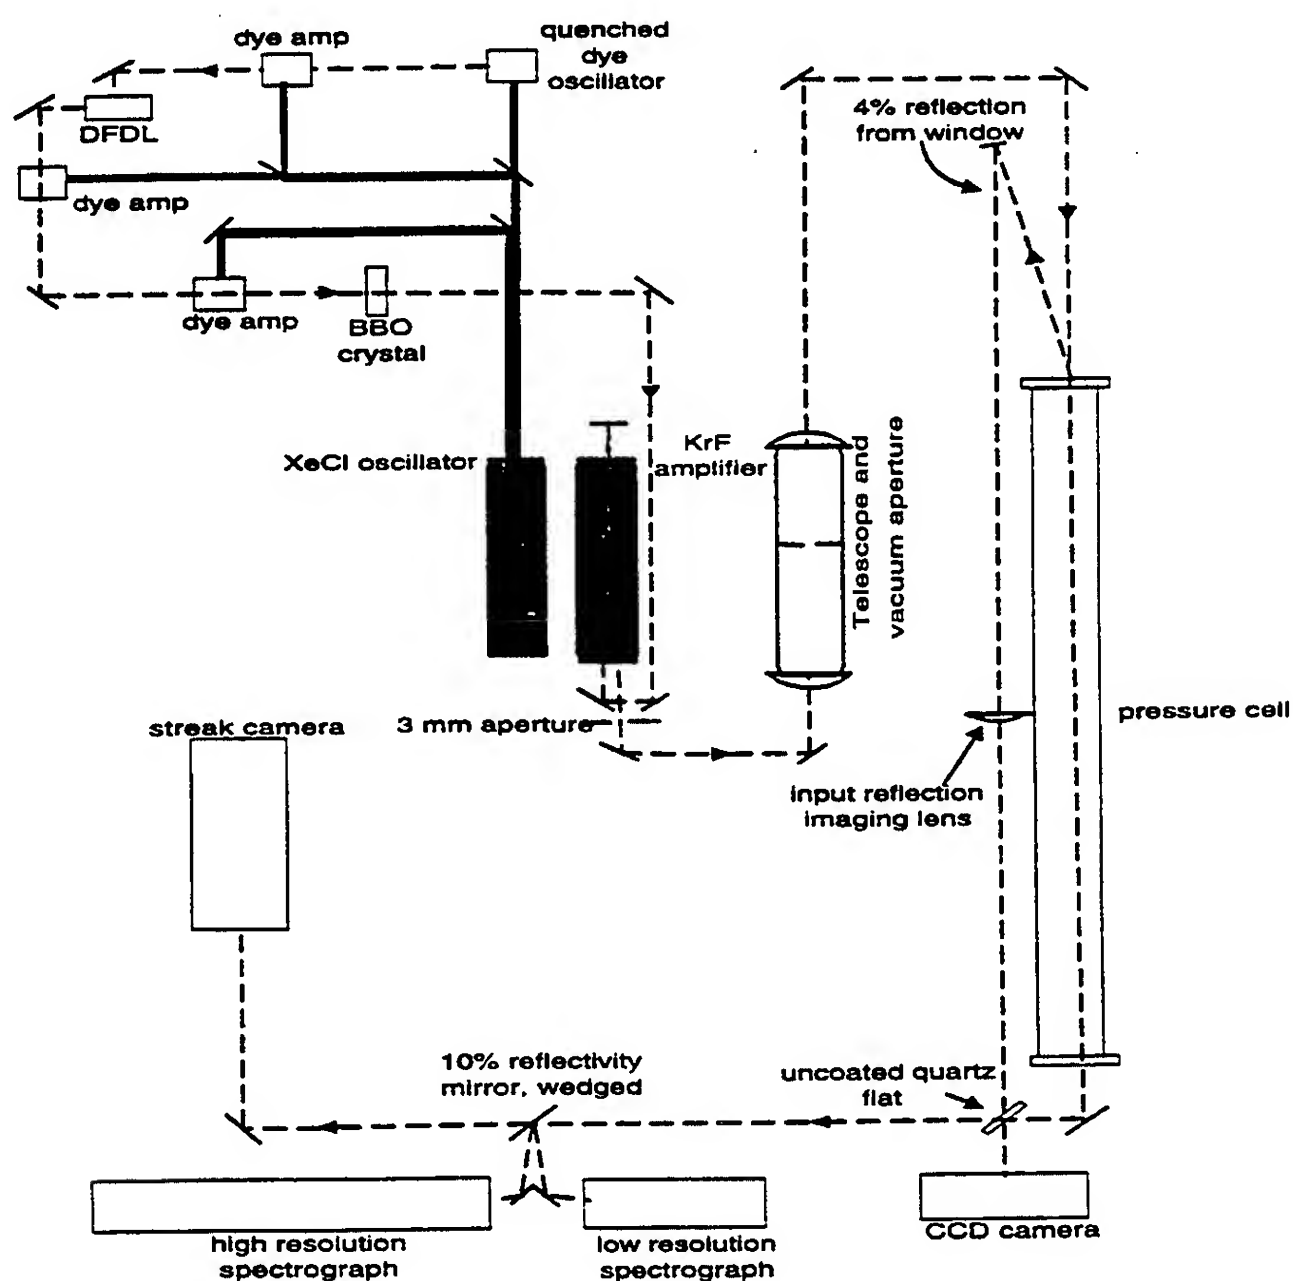 dye amp
quenched
dye
oscillator
DFDL
dye amp
dye amp
BBO
crystal
4% reflection
from window
XeCl oscillator
KrF
amplifier
Telescope and
vacuum aperture
3 mm aperture
streak camera
pressure cell
input reflection
imaging lens
10% reflectivity
mirror, wedged
uncoated quartz
flat
high resolution
spectrograph
low resolution
spectrograph
CCD camera